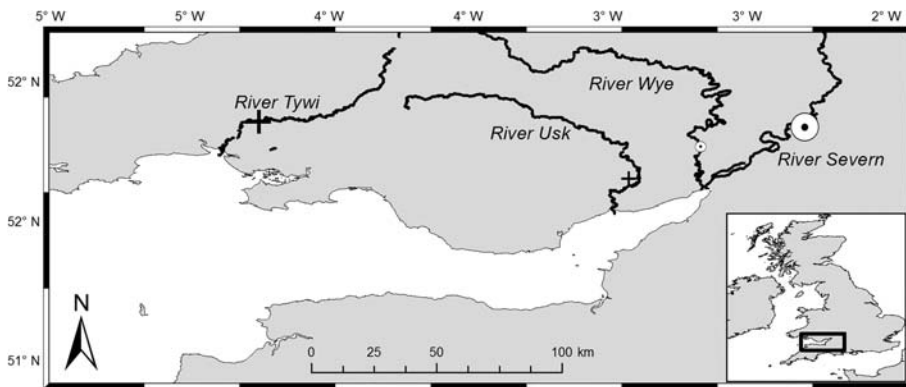 5° W 5° W 4° W 4° W 3° W 3° W 2° W
52° N
River Tywi
River Wye
River Usk
River Severn
52° N
N
0 25 50 100 km
51° N